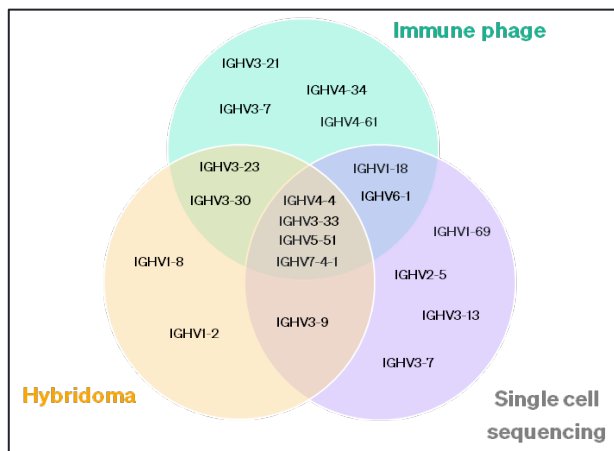 Immune phage
IGHV3-21
IGHV4-34
IGHV3-7
IGHV4-61
IGHV3-23
IGHV1-18
IGHV3-30
IGHV4-4
IGHV6-1
IGHV3-33
IGHV5-51
IGHV1-69
IGHV1-8
IGHV7-4-1
IGHV2-5
IGHV3-9
IGHV3-13
IGHV1-2
IGHV3-7
Hybridoma
Single cell
sequencing